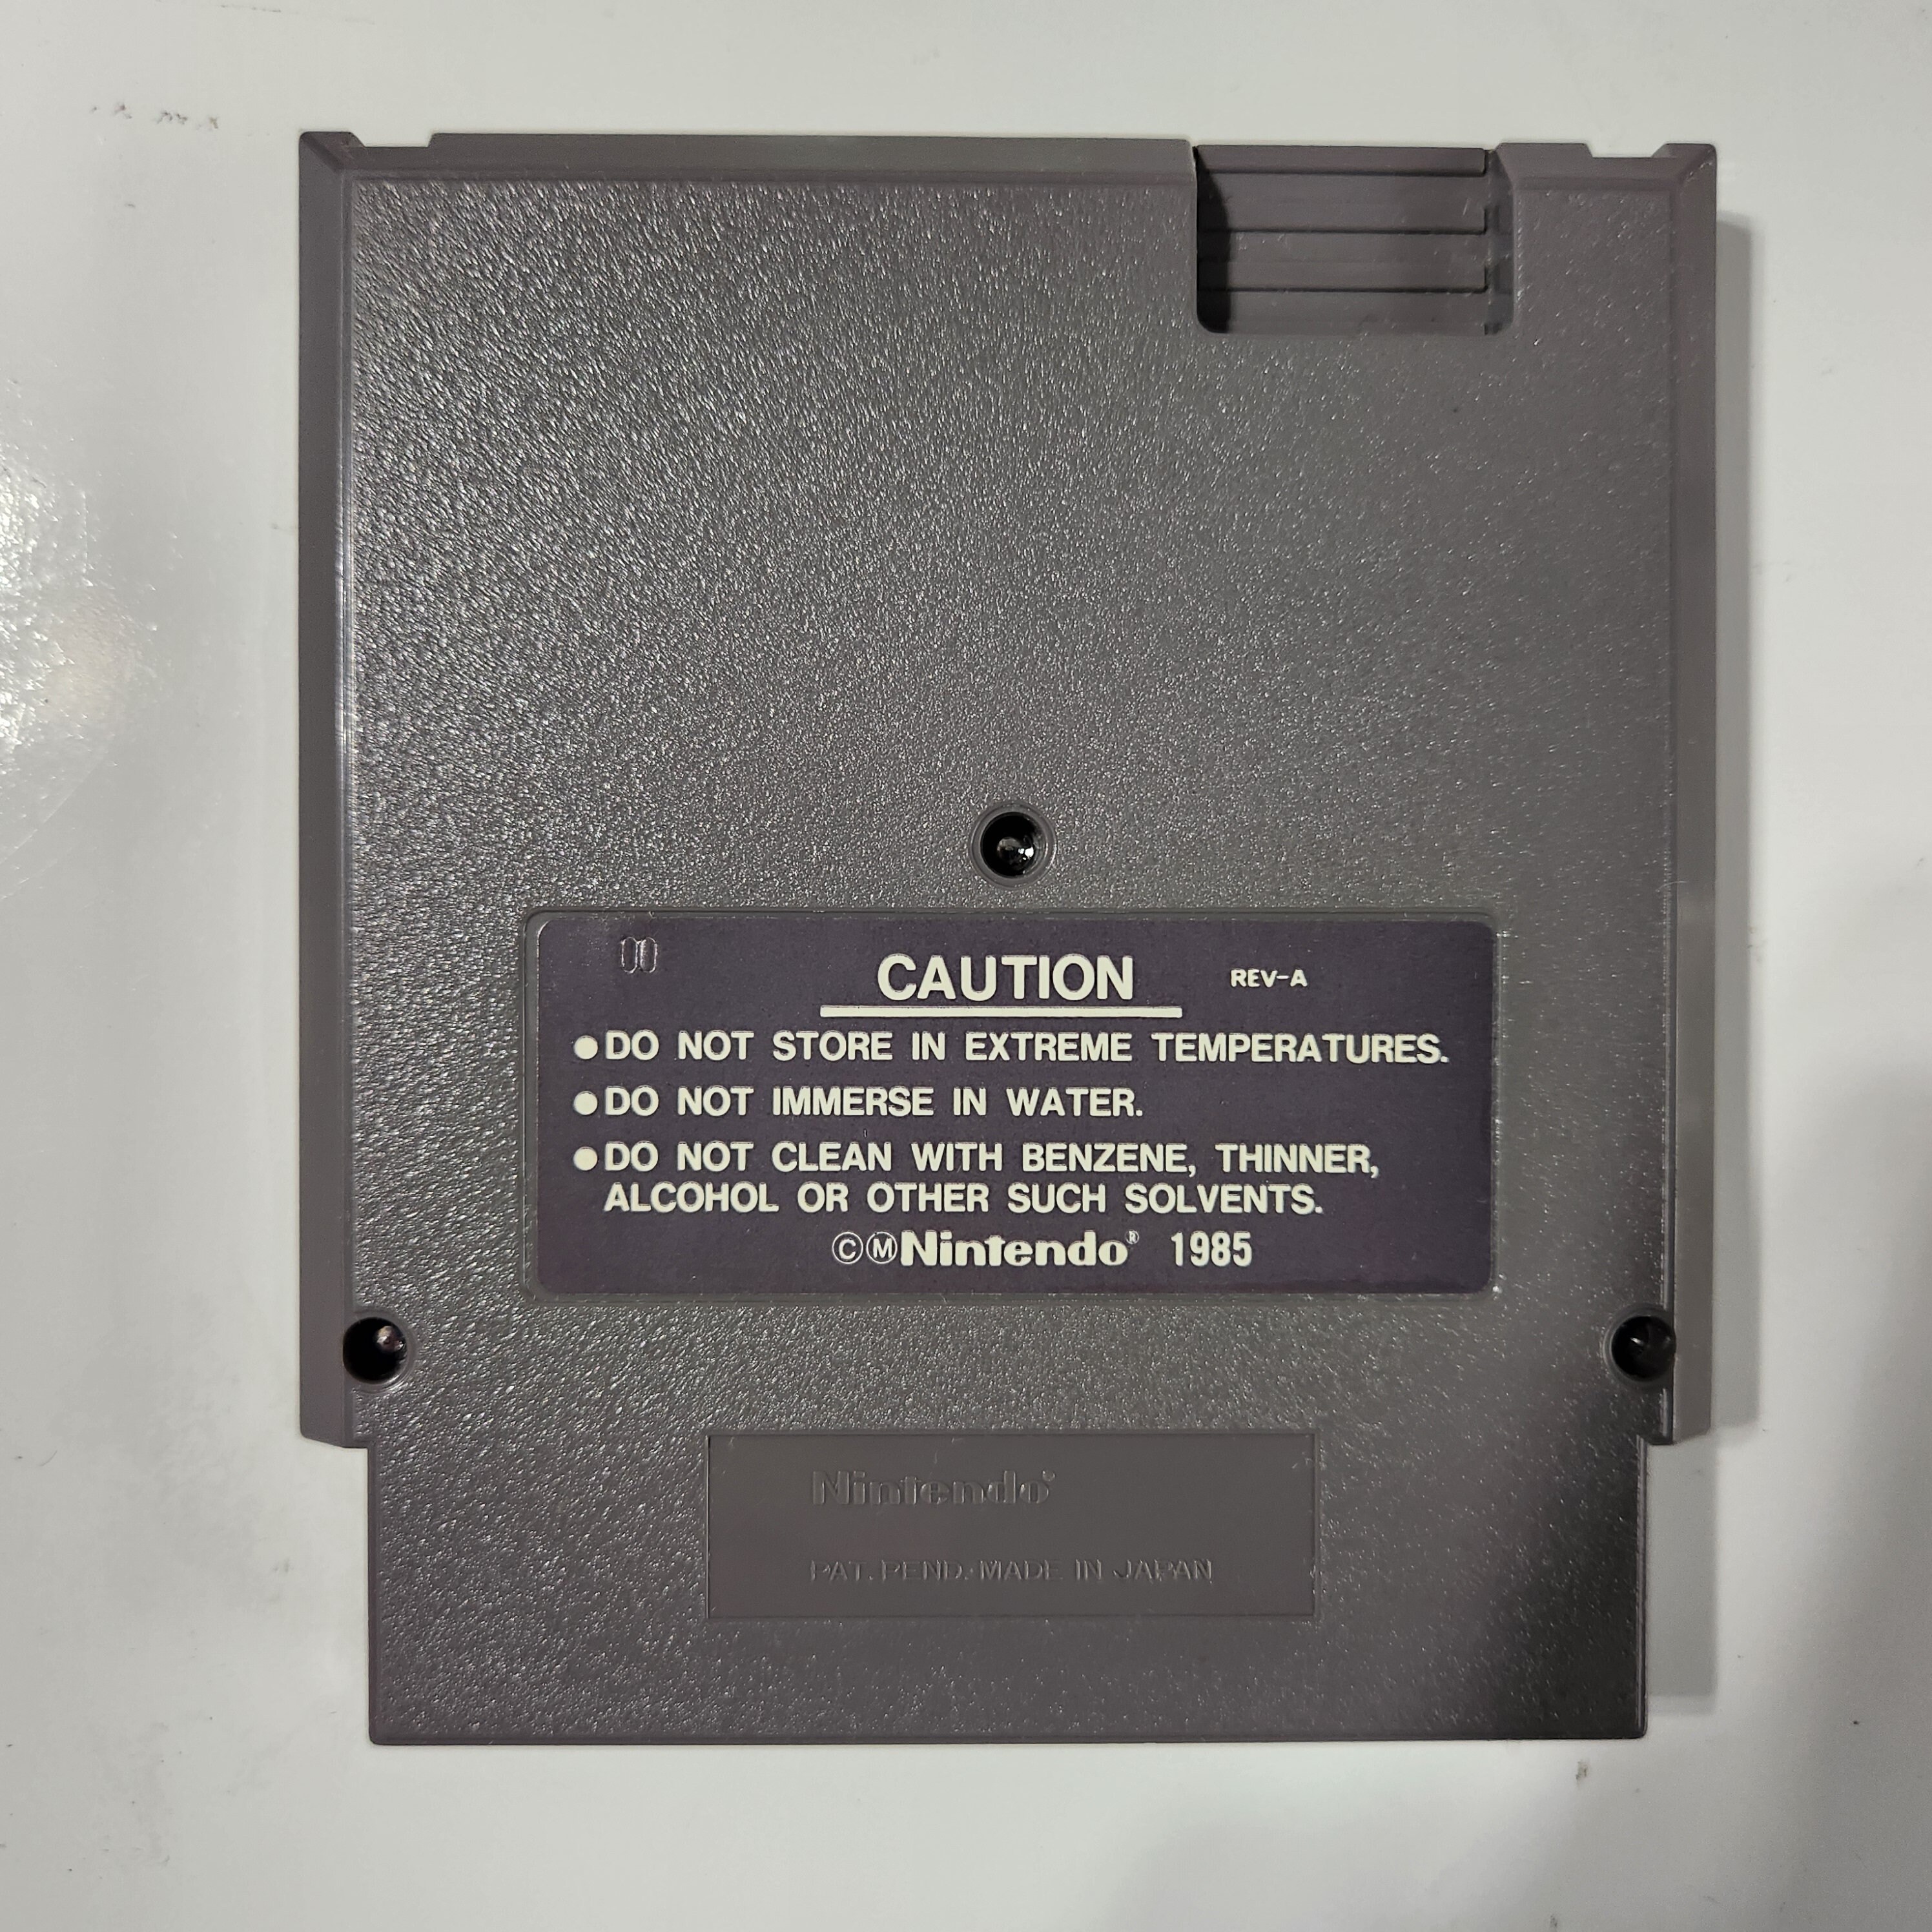 00
CAUTION REV-A
●DO NOT STORE IN EXTREME TEMPERATURES.
●DO NOT IMMERSE IN WATER.
●DO NOT CLEAN WITH BENZENE, THINNER,
ALCOHOL OR OTHER SUCH SOLVENTS.
©ⓂNintendo® 1985
Nintendo®
PAT. PEND. MADE IN JAPAN